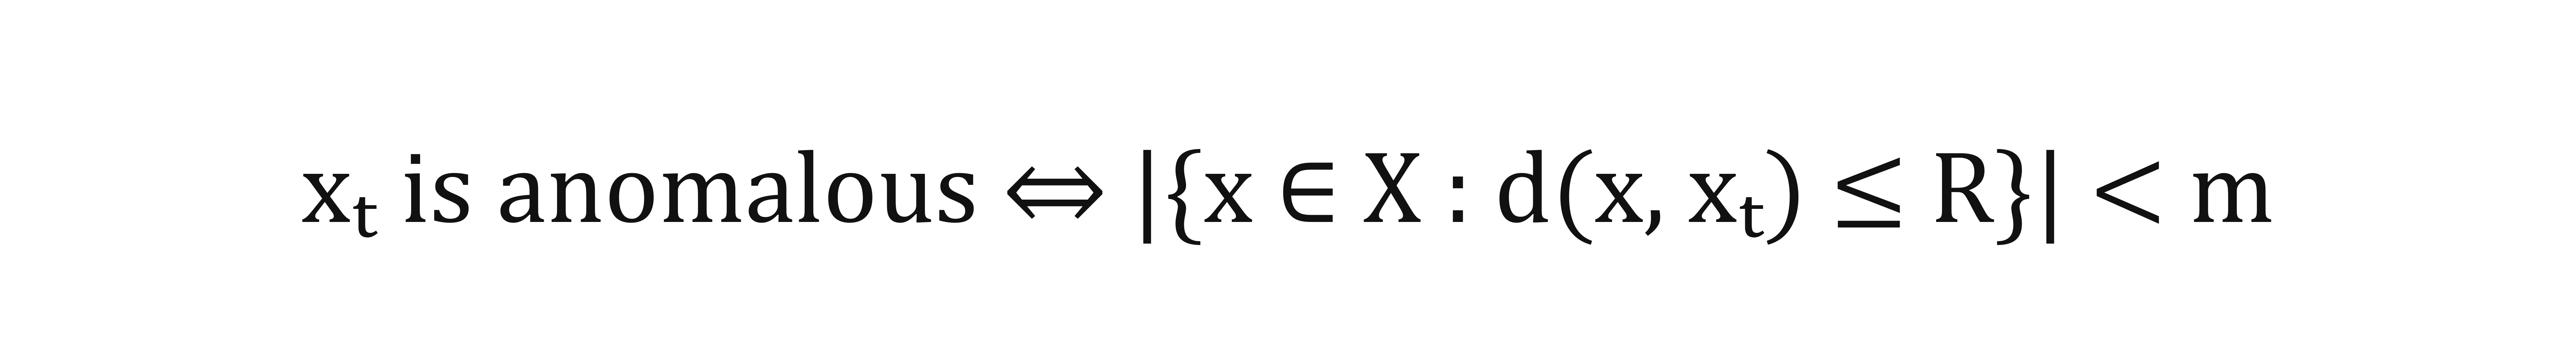 xₜ is anomalous ⇔ |{x ∈ X : d(x, xₜ) ≤ R}| < m